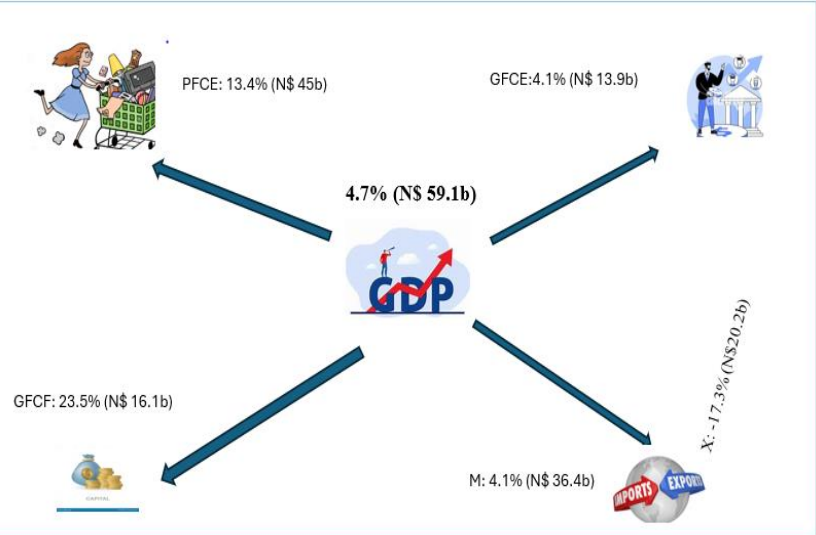 PFCE: 13.4% (N$ 45b)
GFCE:4.1% (N$ 13.9b)
4.7% (N$ 59.1b)
GDP
X: -17.3% (N$20.2b)
GFCF: 23.5% (N$ 16.1b)
CAPITAL
M: 4.1% (N$ 36.4b)
IMPORTS
EXPORTS